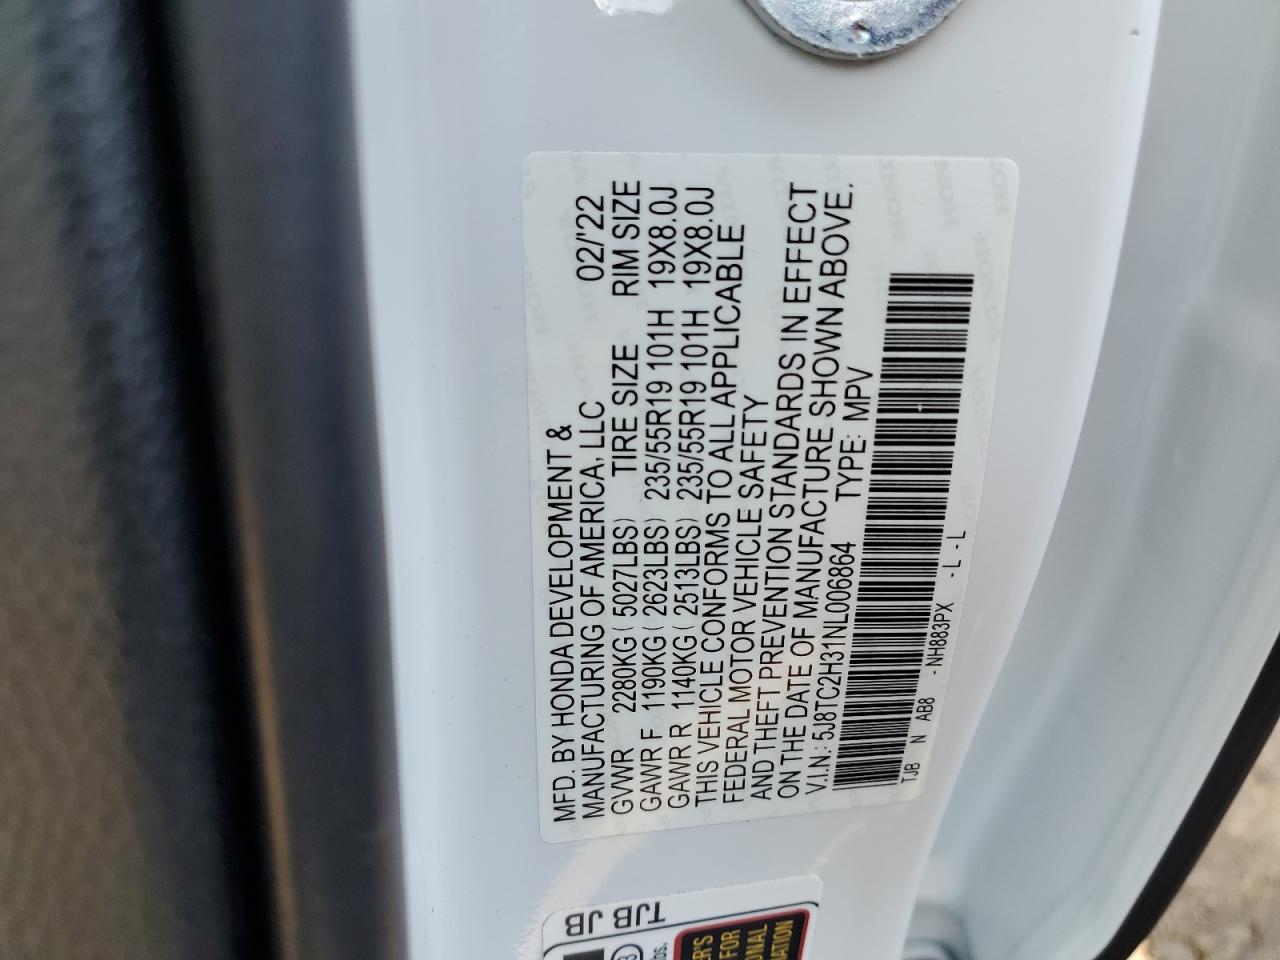 MFD. BY HONDA DEVELOPMENT &
MANUFACTURING OF AMERICA, LLC 02/'22
GVWR 2280KG ( 5027LBS) TIRE SIZE RIM SIZE
GAWR F 1190KG ( 2623LBS) 235/55R19 101H 19X8.0J
GAWR R 1140KG ( 2513LBS) 235/55R19 101H 19X8.0J
THIS VEHICLE CONFORMS TO ALL APPLICABLE
FEDERAL MOTOR VEHICLE SAFETY
AND THEFT PREVENTION STANDARDS IN EFFECT
ON THE DATE OF MANUFACTURE SHOWN ABOVE.
V.I.N.: 5J8TC2H31NL006864 TYPE: MPV
TJB N AB8 - NH883PX - L - L
TJB JB